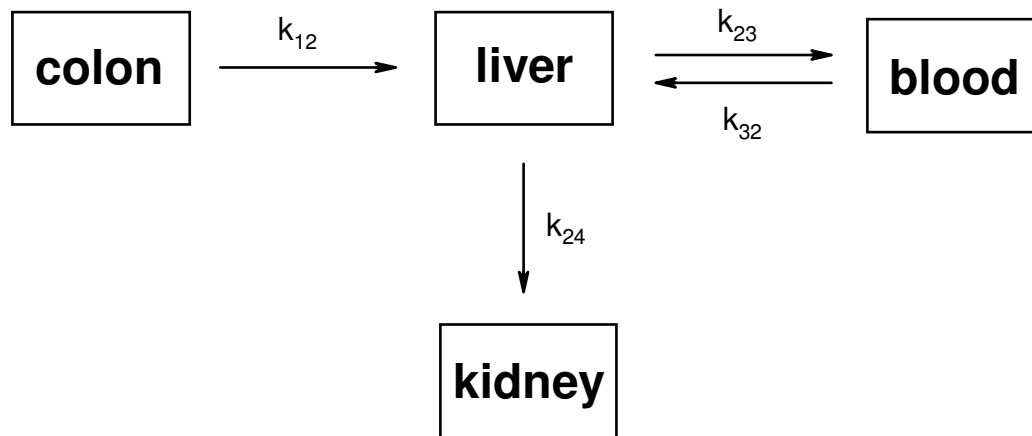 colon
k₁₂
liver
k₂₃
k₃₂
blood
k₂₄
kidney